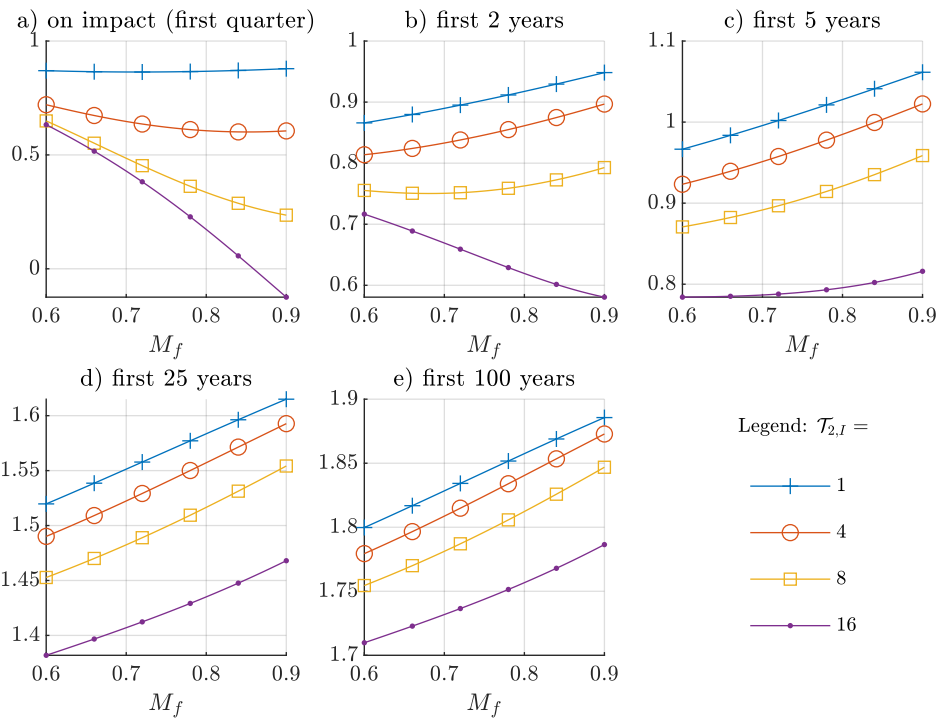 a) on impact (first quarter)
1
0.5
0
0.6 0.7 0.8 0.9
M_f
b) first 2 years
1
0.9
0.8
0.7
0.6
0.6 0.7 0.8 0.9
M_f
c) first 5 years
1.1
1
0.9
0.8
0.6 0.7 0.8 0.9
M_f
d) first 25 years
1.6
1.55
1.5
1.45
1.4
0.6 0.7 0.8 0.9
M_f
e) first 100 years
1.9
1.85
1.8
1.75
1.7
0.6 0.7 0.8 0.9
M_f
Legend: 𝒯_{2,I} =
1
4
8
16